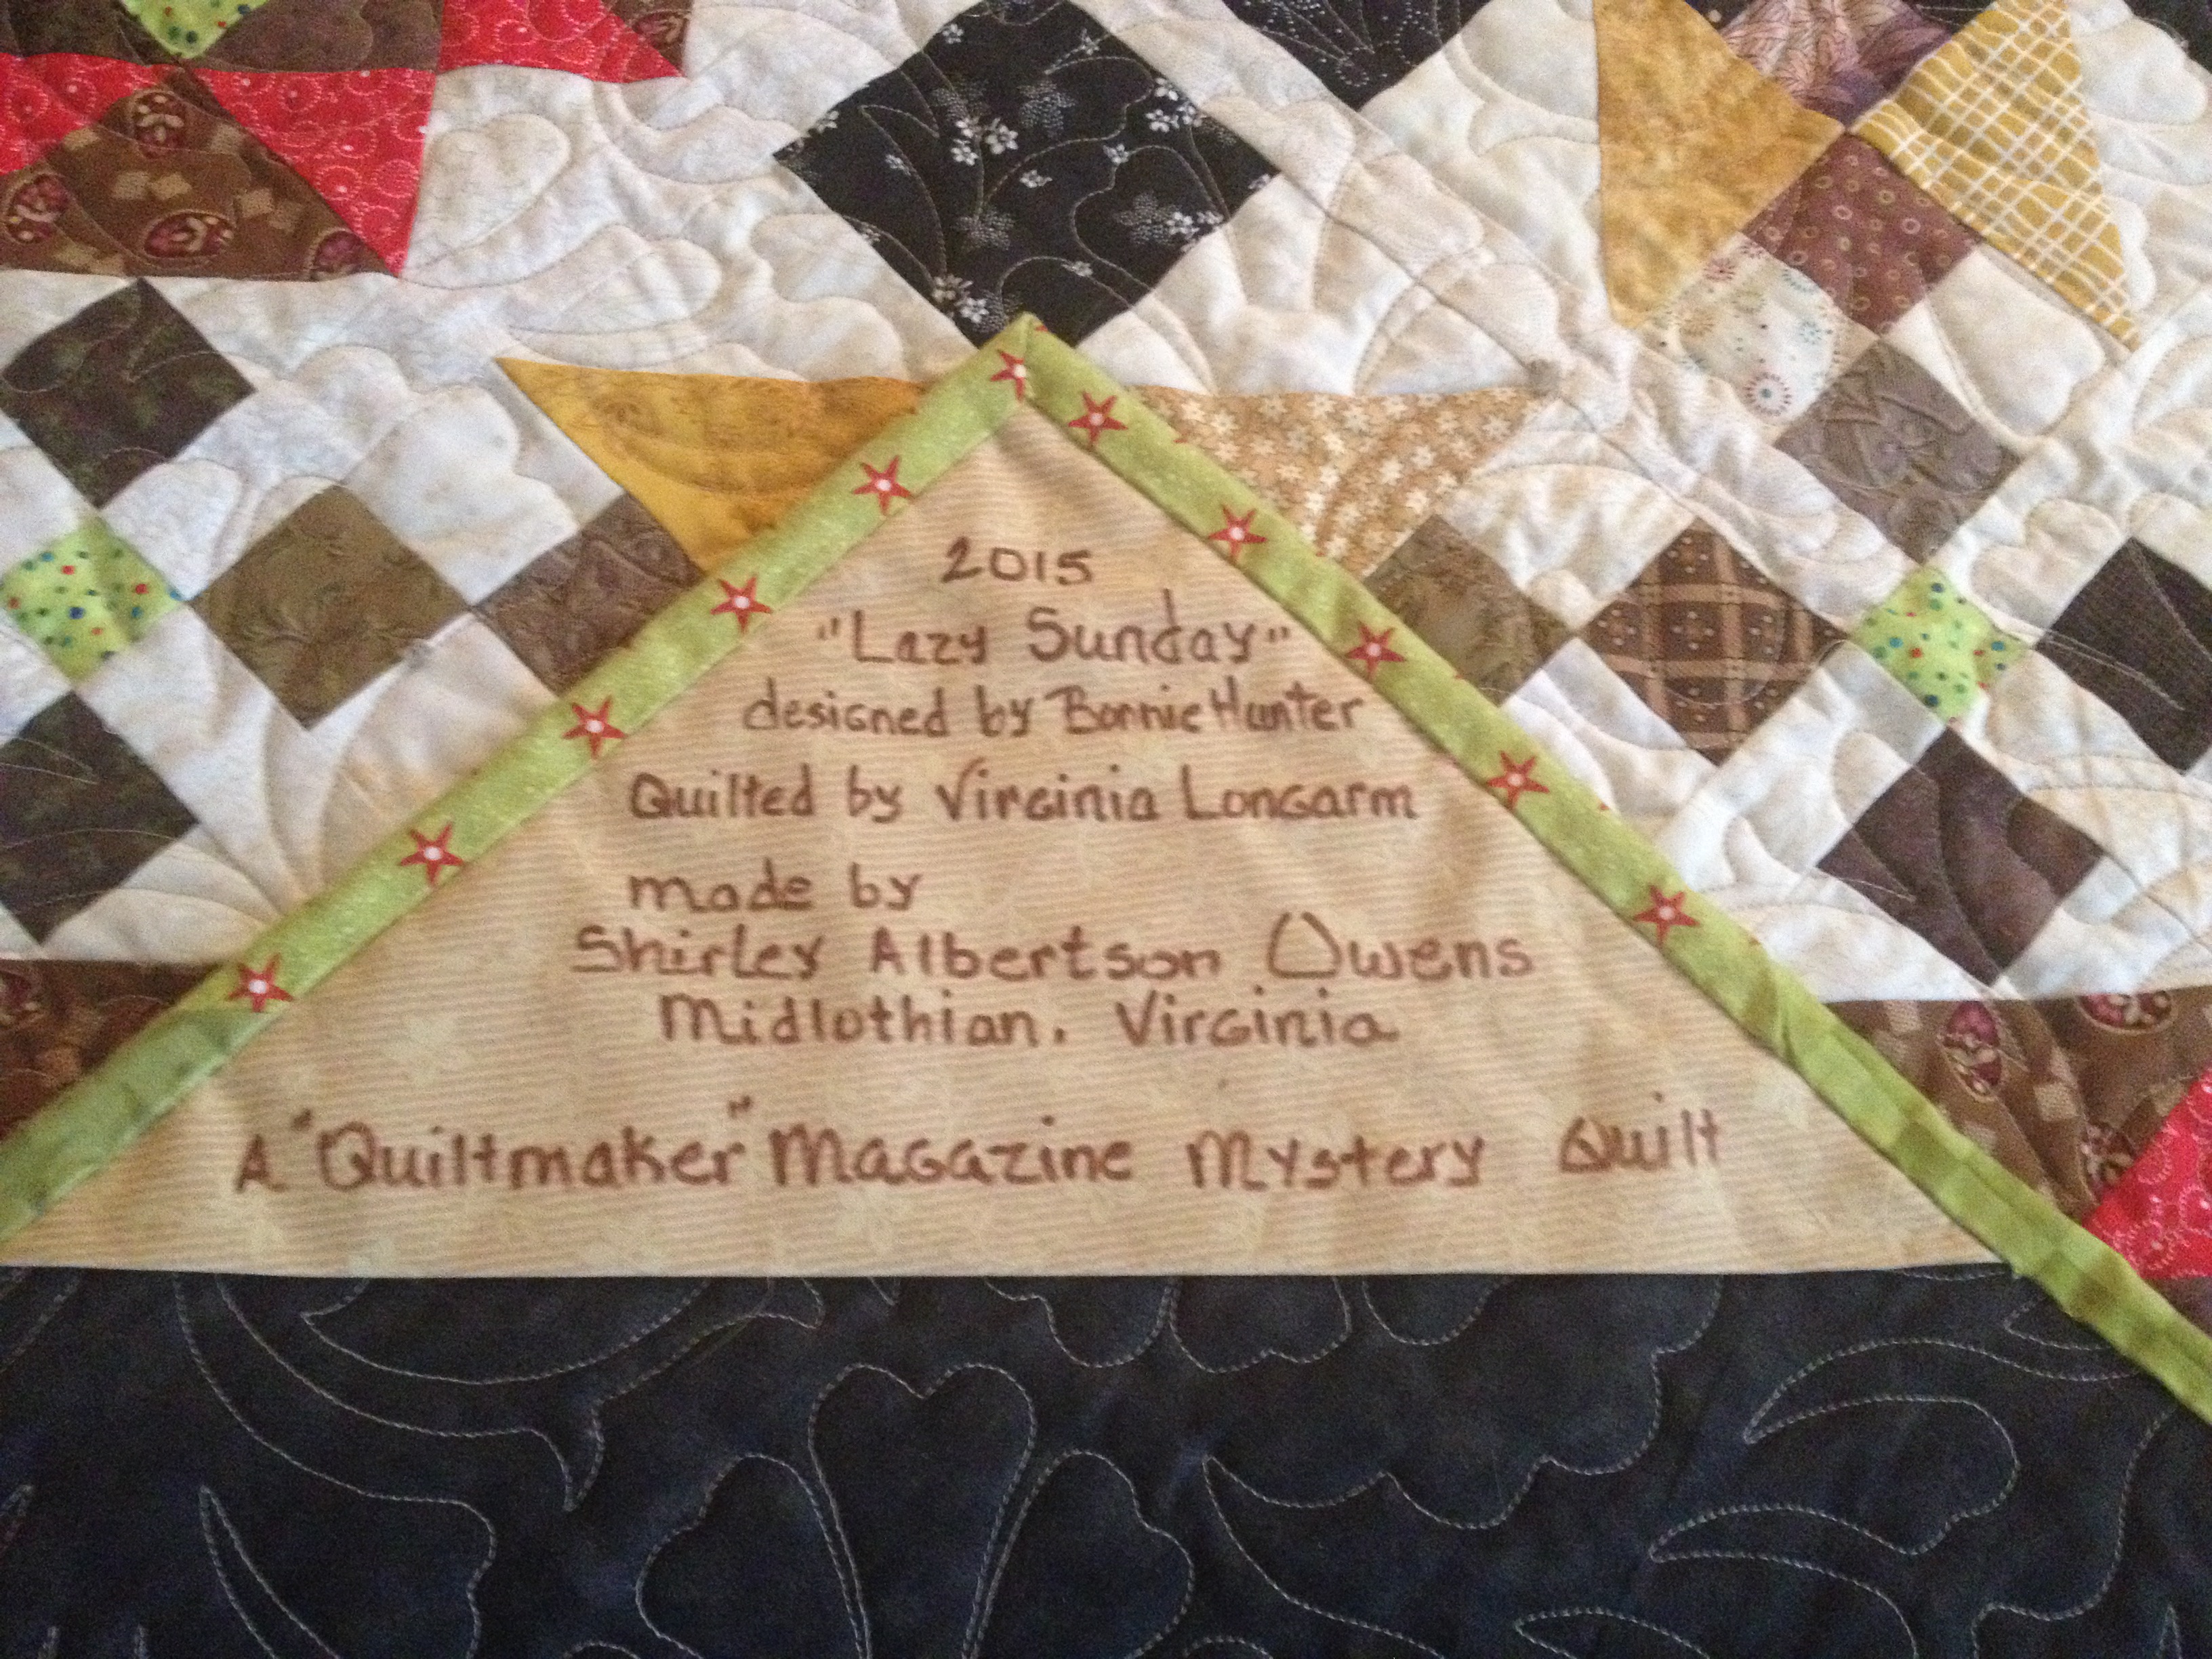 2015
"Lazy Sunday"
designed by Bonnie Hunter
Quilted by Virginia Longarm
made by
Shirley Albertson Owens
Midlothian, Virginia
A "Quiltmaker" Magazine Mystery Quilt